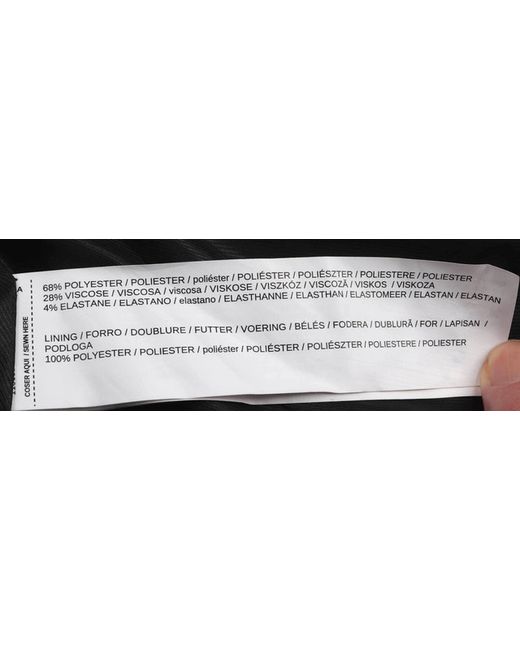 68% POLYESTER / POLIESTER / poliéster / POLIÉSTER / POLIÉSZTER / POLIESTERE / POLIESTER
28% VISCOSE / VISCOSA / viscosa / VISKOSE / VISZKÓZ / VISCOZĂ / VISKOS / VISKOZA
4% ELASTANE / ELASTANO / elastano / ELASTHANNE / ELASTHAN / ELASTOMEER / ELASTAN / ELASTAN
LINING / FORRO / DOUBLURE / FUTTER / VOERING / BÉLÉS / FODERA / DUBLURĂ / FOR / LAPISAN /
PODLOGA
100% POLYESTER / POLIESTER / poliéster / POLIÉSTER / POLIÉSZTER / POLIESTERE / POLIESTER
A
COSER AQUI / SEWN HERE